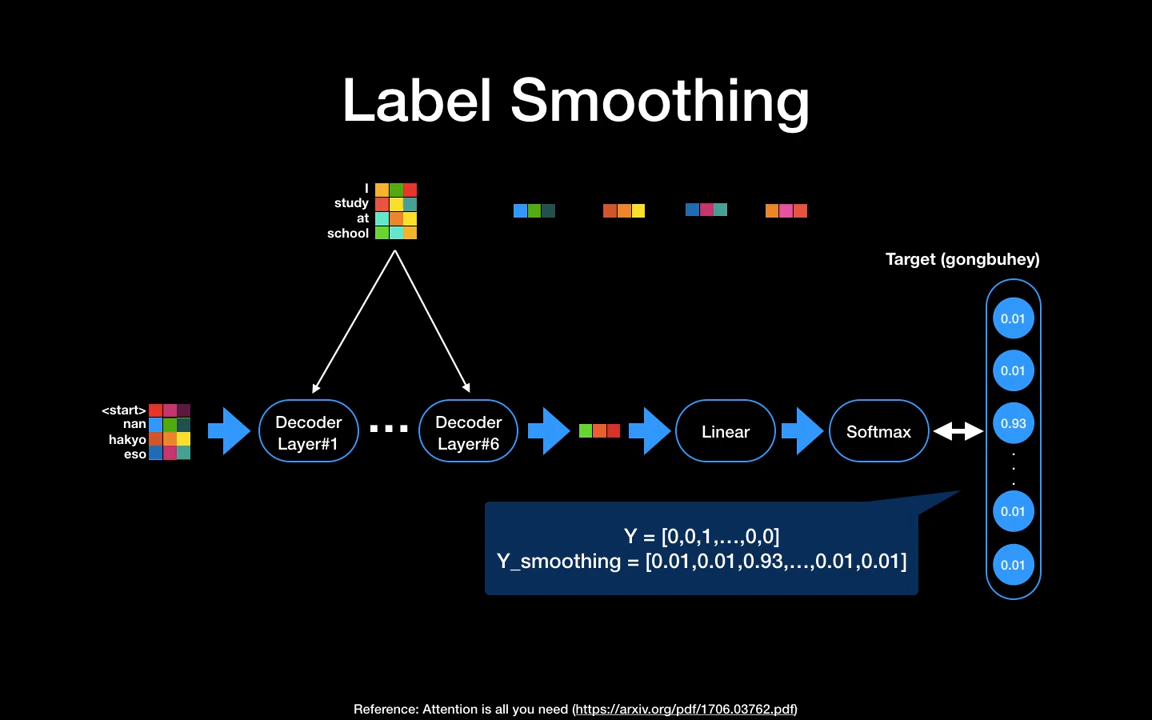 Label Smoothing
I
study
at
school
Target (gongbuhey)
0.01
0.01
0.93
.
.
.
0.01
0.01
<start>
nan
hakyo
eso
Decoder
Layer#1
...
Decoder
Layer#6
Linear
Softmax
Y = [0,0,1,...,0,0]
Y_smoothing = [0.01,0.01,0.93,...,0.01,0.01]
Reference: Attention is all you need (https://arxiv.org/pdf/1706.03762.pdf)